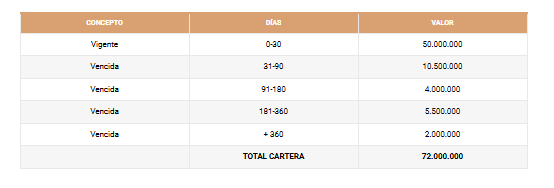 CONCEPTO DÍAS VALOR
Vigente 0-30 50.000.000
Vencida 31-90 10.500.000
Vencida 91-180 4.000.000
Vencida 181-360 5.500.000
Vencida + 360 2.000.000
TOTAL CARTERA 72.000.000